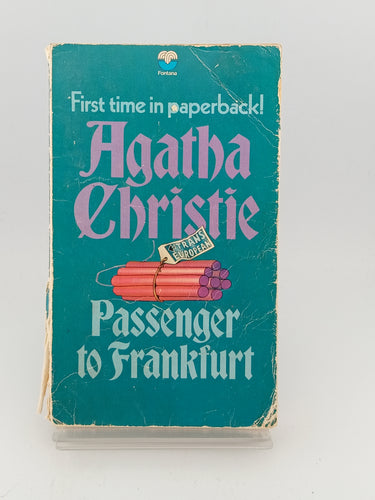 Fontana
First time in paperback!
Agatha
Christie
TRANS
EUROPEAN
Passenger
to Frankfurt